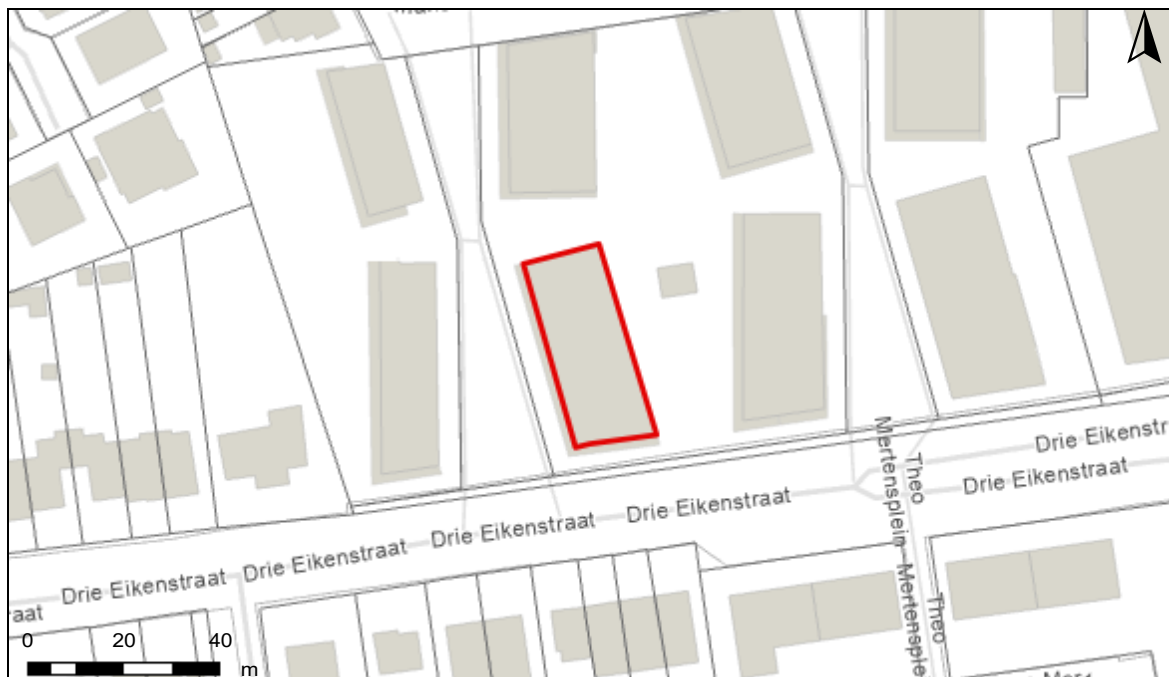 Drie Eikenstr
Drie Eikenstraat
Drie Eikenstraat
Drie Eikenstraat
Drie Eikenstraat
Drie Eikenstraat
raat
Theo
Mertensplein
Theo
Mertensple
0 20 40
m